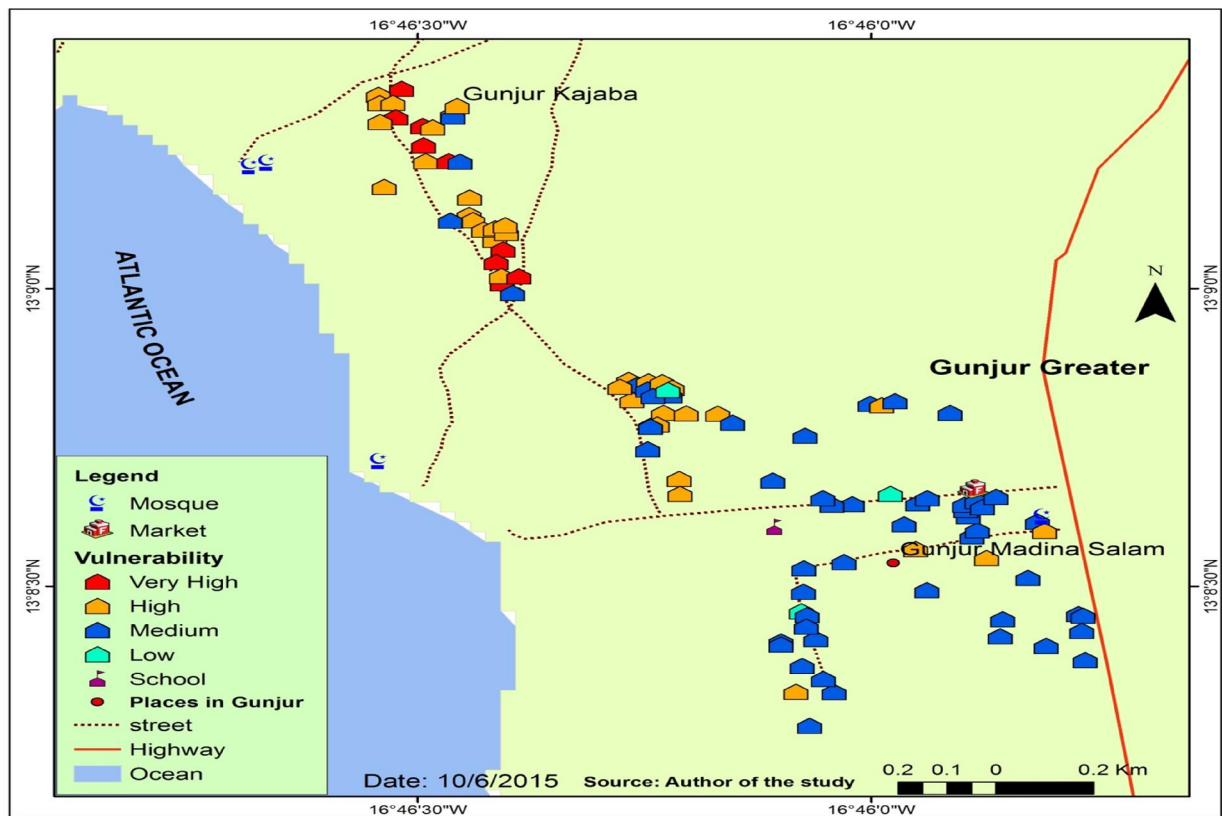 16°46'30"W
16°46'0"W
Gunjur Kajaba
13°9'0"N
13°9'0"N
N
ATLANTIC OCEAN
Gunjur Greater
Legend
Mosque
Market
Vulnerability
Very High
High
Medium
Low
School
Places in Gunjur
street
Highway
Ocean
Gunjur Madina Salam
13°8'30"N
13°8'30"N
Date: 10/6/2015
Source: Author of the study
0.2 0.1 0 0.2 Km
16°46'30"W
16°46'0"W